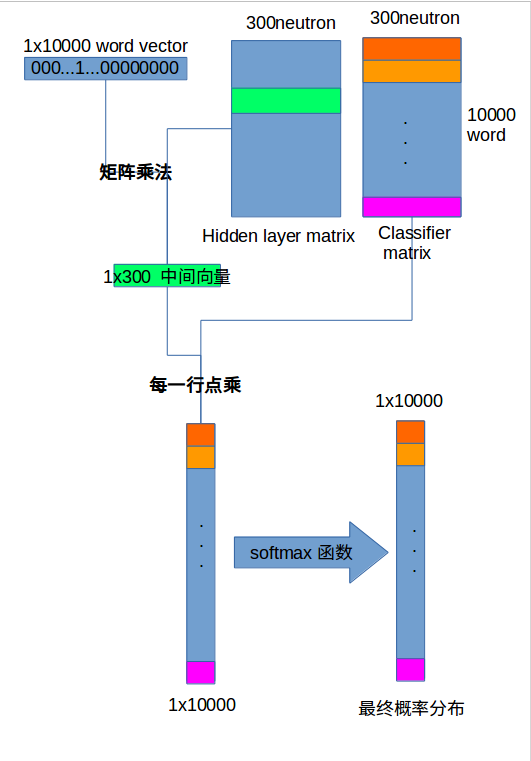 300neutron
300neutron
1x10000 word vector
000...1...00000000
10000
word
矩阵乘法
Hidden layer matrix
Classifier
matrix
1x300 中间向量
每一行点乘
1x10000
softmax 函数
1x10000
最终概率分布